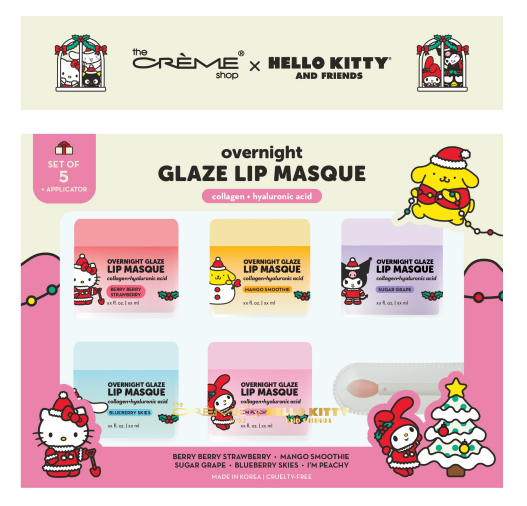 the
CRÈME®
shop
x
HELLO KITTY®
AND FRIENDS
SET OF
5
+ APPLICATOR
overnight
GLAZE LIP MASQUE
collagen + hyaluronic acid
OVERNIGHT GLAZE
LIP MASQUE
collagen+hyaluronic acid
BERRY BERRY
STRAWBERRY
xx fl. oz. | xx ml
OVERNIGHT GLAZE
LIP MASQUE
collagen+hyaluronic acid
MANGO SMOOTHIE
xx fl. oz. | xx ml
OVERNIGHT GLAZE
LIP MASQUE
collagen+hyaluronic acid
SUGAR GRAPE
xx fl. oz. | xx ml
OVERNIGHT GLAZE
LIP MASQUE
collagen+hyaluronic acid
BLUEBERRY SKIES
xx fl. oz. | xx ml
OVERNIGHT GLAZE
LIP MASQUE
collagen+hyaluronic acid
xx fl. oz. | xx ml
CRÈME
HELLO KITTY
AND FRIENDS
BERRY BERRY STRAWBERRY • MANGO SMOOTHIE
SUGAR GRAPE • BLUEBERRY SKIES • I'M PEACHY
MADE IN KOREA | CRUELTY-FREE